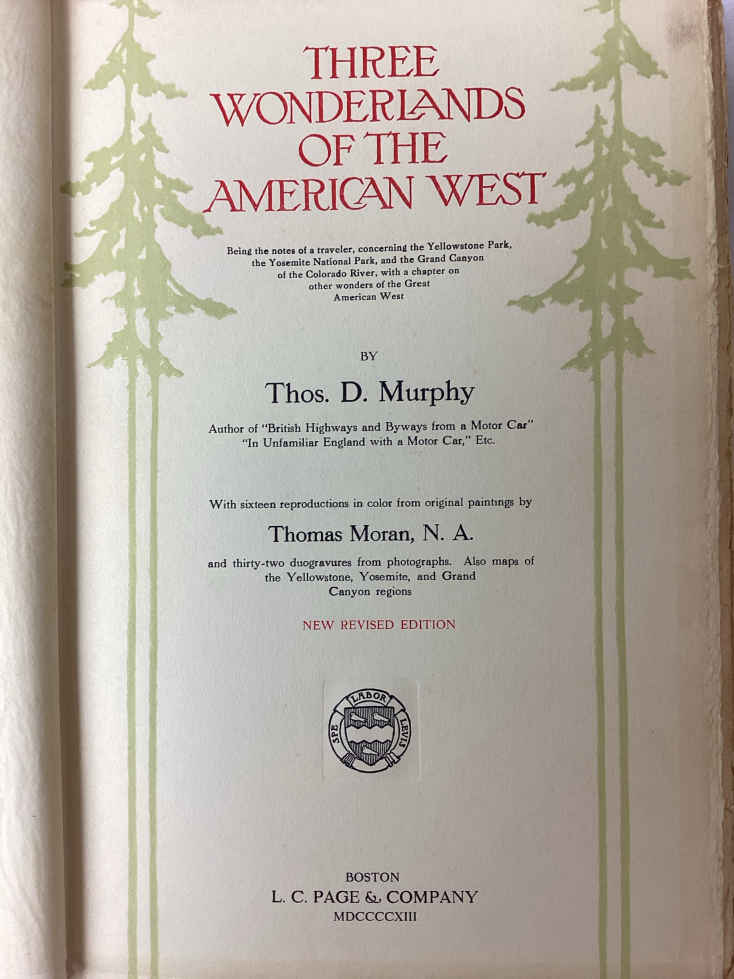 THREE
WONDERLANDS
OF THE
AMERICAN WEST
Being the notes of a traveler, concerning the Yellowstone Park,
the Yosemite National Park, and the Grand Canyon
of the Colorado River, with a chapter on
other wonders of the Great
American West
BY
Thos. D. Murphy
Author of "British Highways and Byways from a Motor Car"
"In Unfamiliar England with a Motor Car," Etc.
With sixteen reproductions in color from original paintings by
Thomas Moran, N. A.
and thirty-two duogravures from photographs. Also maps of
the Yellowstone, Yosemite, and Grand
Canyon regions
NEW REVISED EDITION
SPE LABOR LEVIS
BOSTON
L. C. PAGE & COMPANY
MDCCCCXIII